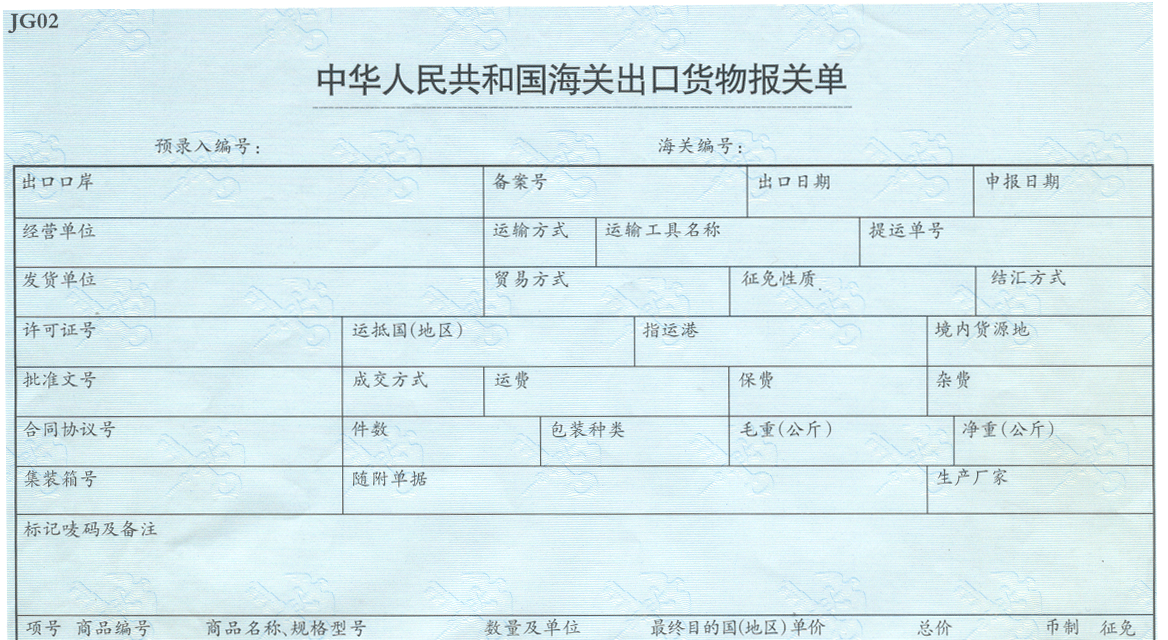 JG02
中华人民共和国海关出口货物报关单
预录入编号： 海关编号：
出口口岸 备案号 出口日期 申报日期
经营单位 运输方式 运输工具名称 提运单号
发货单位 贸易方式 征免性质 结汇方式
许可证号 运抵国(地区) 指运港 境内货源地
批准文号 成交方式 运费 保费 杂费
合同协议号 件数 包装种类 毛重(公斤) 净重(公斤)
集装箱号 随附单据 生产厂家
标记唛码及备注
项号 商品编号 商品名称、规格型号 数量及单位 最终目的国(地区) 单价 总价 币制 征免